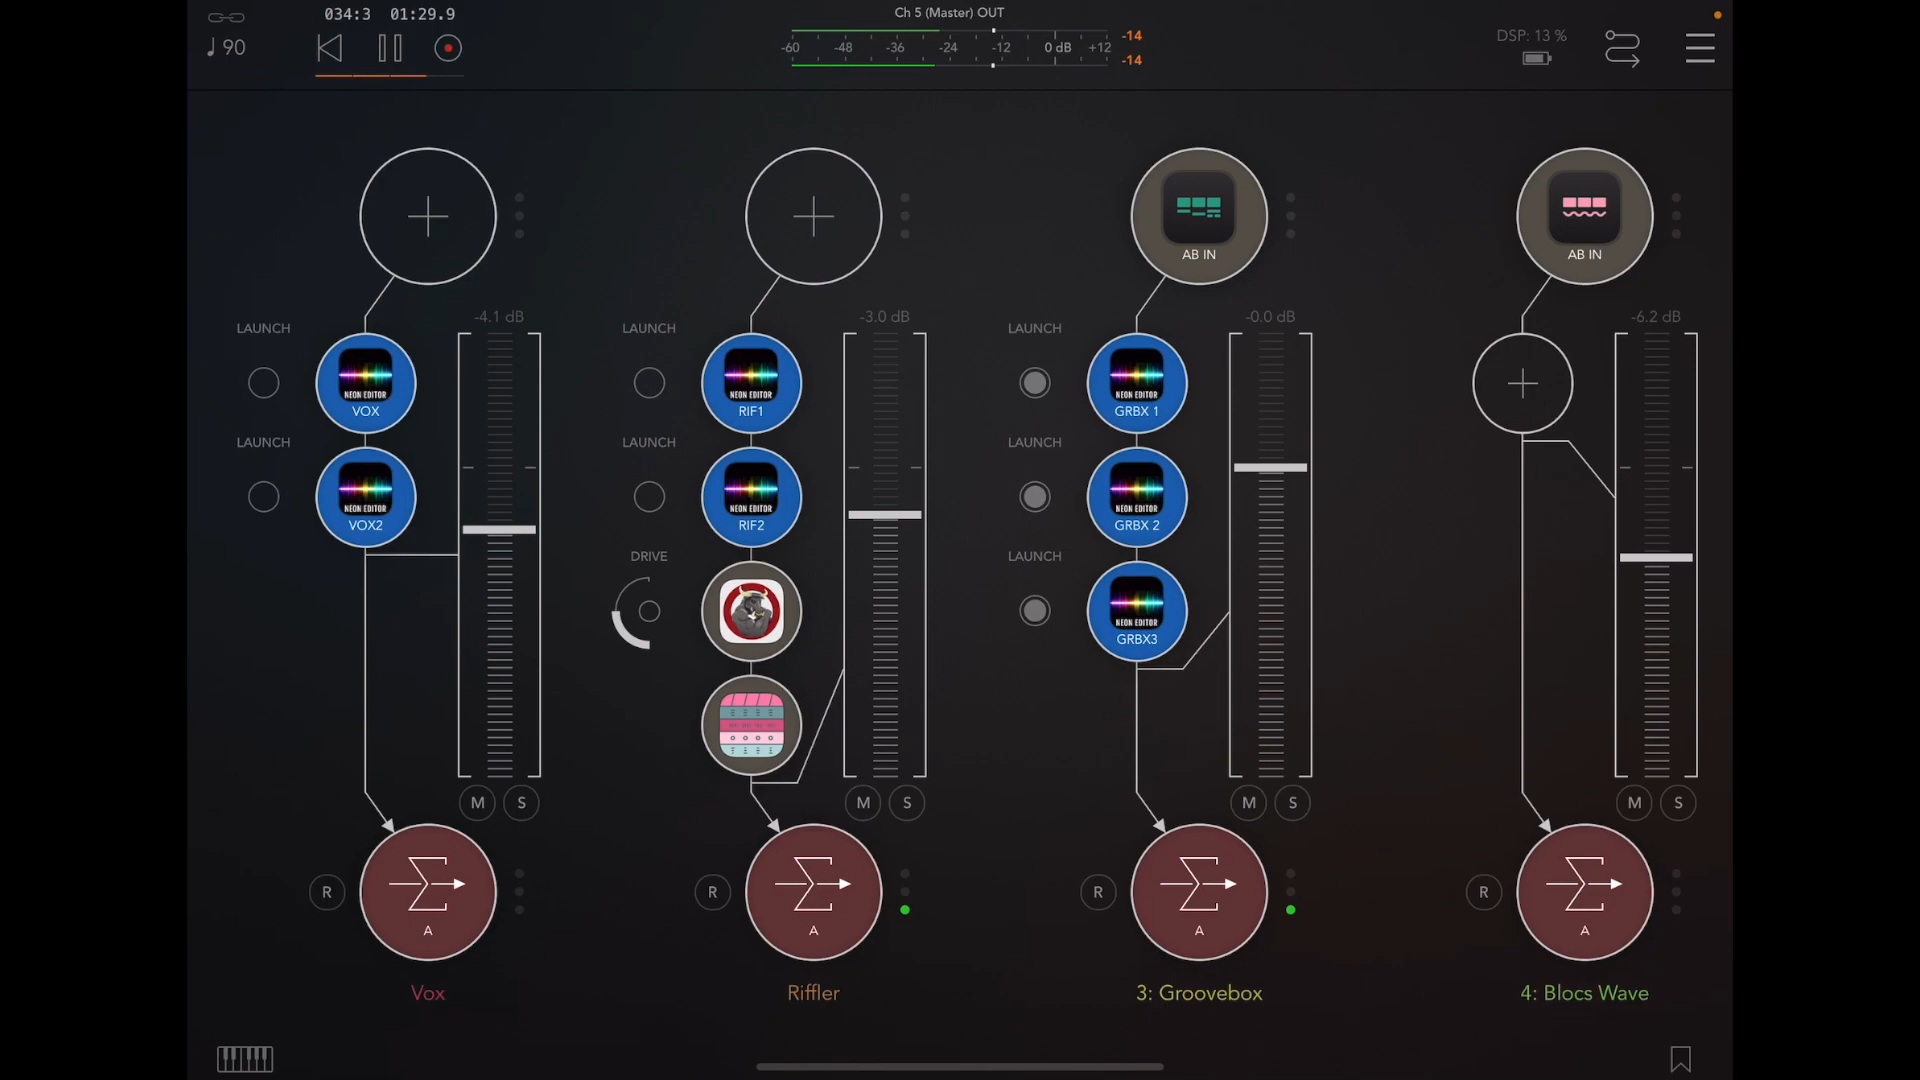 034:3 01:29.9
Ch 5 (Master) OUT
90
-60 -48 -36 -24 -12 0 dB +12
-14
-14
DSP: 13 %
AB IN
AB IN
LAUNCH
-4.1 dB
LAUNCH
-3.0 dB
LAUNCH
-0.0 dB
-6.2 dB
NEON EDITOR
VOX
NEON EDITOR
RIF1
NEON EDITOR
GRBX 1
LAUNCH
LAUNCH
LAUNCH
NEON EDITOR
VOX2
NEON EDITOR
RIF2
NEON EDITOR
GRBX 2
DRIVE
LAUNCH
NEON EDITOR
GRBX3
M S
M S
M S
M S
R
A
R
A
R
A
R
A
Vox
Riffler
3: Groovebox
4: Blocs Wave